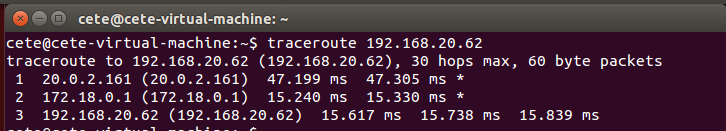 cete@cete-virtual-machine: ~
cete@cete-virtual-machine:~$ traceroute 192.168.20.62
traceroute to 192.168.20.62 (192.168.20.62), 30 hops max, 60 byte packets
1 20.0.2.161 (20.0.2.161) 47.199 ms 47.305 ms *
2 172.18.0.1 (172.18.0.1) 15.240 ms 15.330 ms *
3 192.168.20.62 (192.168.20.62) 15.617 ms 15.738 ms 15.839 ms
cete@cete-virtual-machine:~$